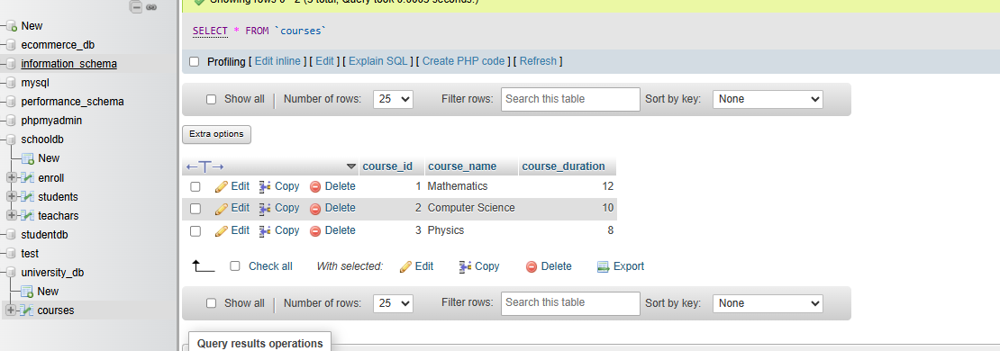 Showing rows 0 - 2 (3 total, Query took 0.0005 seconds.)
SELECT * FROM `courses`
Profiling [ Edit inline ] [ Edit ] [ Explain SQL ] [ Create PHP code ] [ Refresh ]
Show all Number of rows: 25 Filter rows: Search this table Sort by key: None
Extra options
course_id course_name course_duration
Edit Copy Delete 1 Mathematics 12
Edit Copy Delete 2 Computer Science 10
Edit Copy Delete 3 Physics 8
Check all With selected: Edit Copy Delete Export
Show all Number of rows: 25 Filter rows: Search this table Sort by key: None
Query results operations
New
ecommerce_db
information_schema
mysql
performance_schema
phpmyadmin
schooldb
New
enroll
students
teachars
studentdb
test
university_db
New
courses